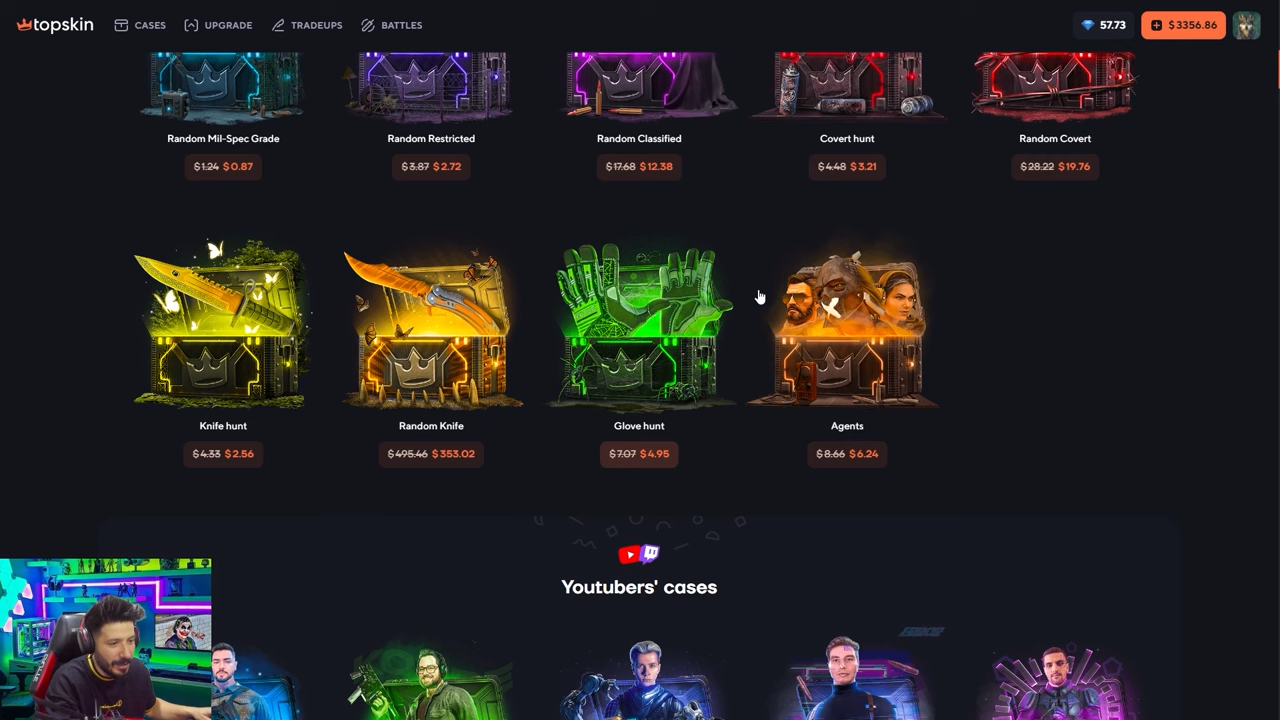 topskin
CASES
UPGRADE
TRADEUPS
BATTLES
57.73
$3356.86
Random Mil-Spec Grade
Random Restricted
Random Classified
Covert hunt
Random Covert
$1.24 $0.87
$3.87 $2.72
$17.68 $12.38
$4.48 $3.21
$28.22 $19.76
Knife hunt
Random Knife
Glove hunt
Agents
$4.33 $2.56
$495.46 $353.02
$7.07 $4.95
$8.66 $6.24
Youtubers' cases